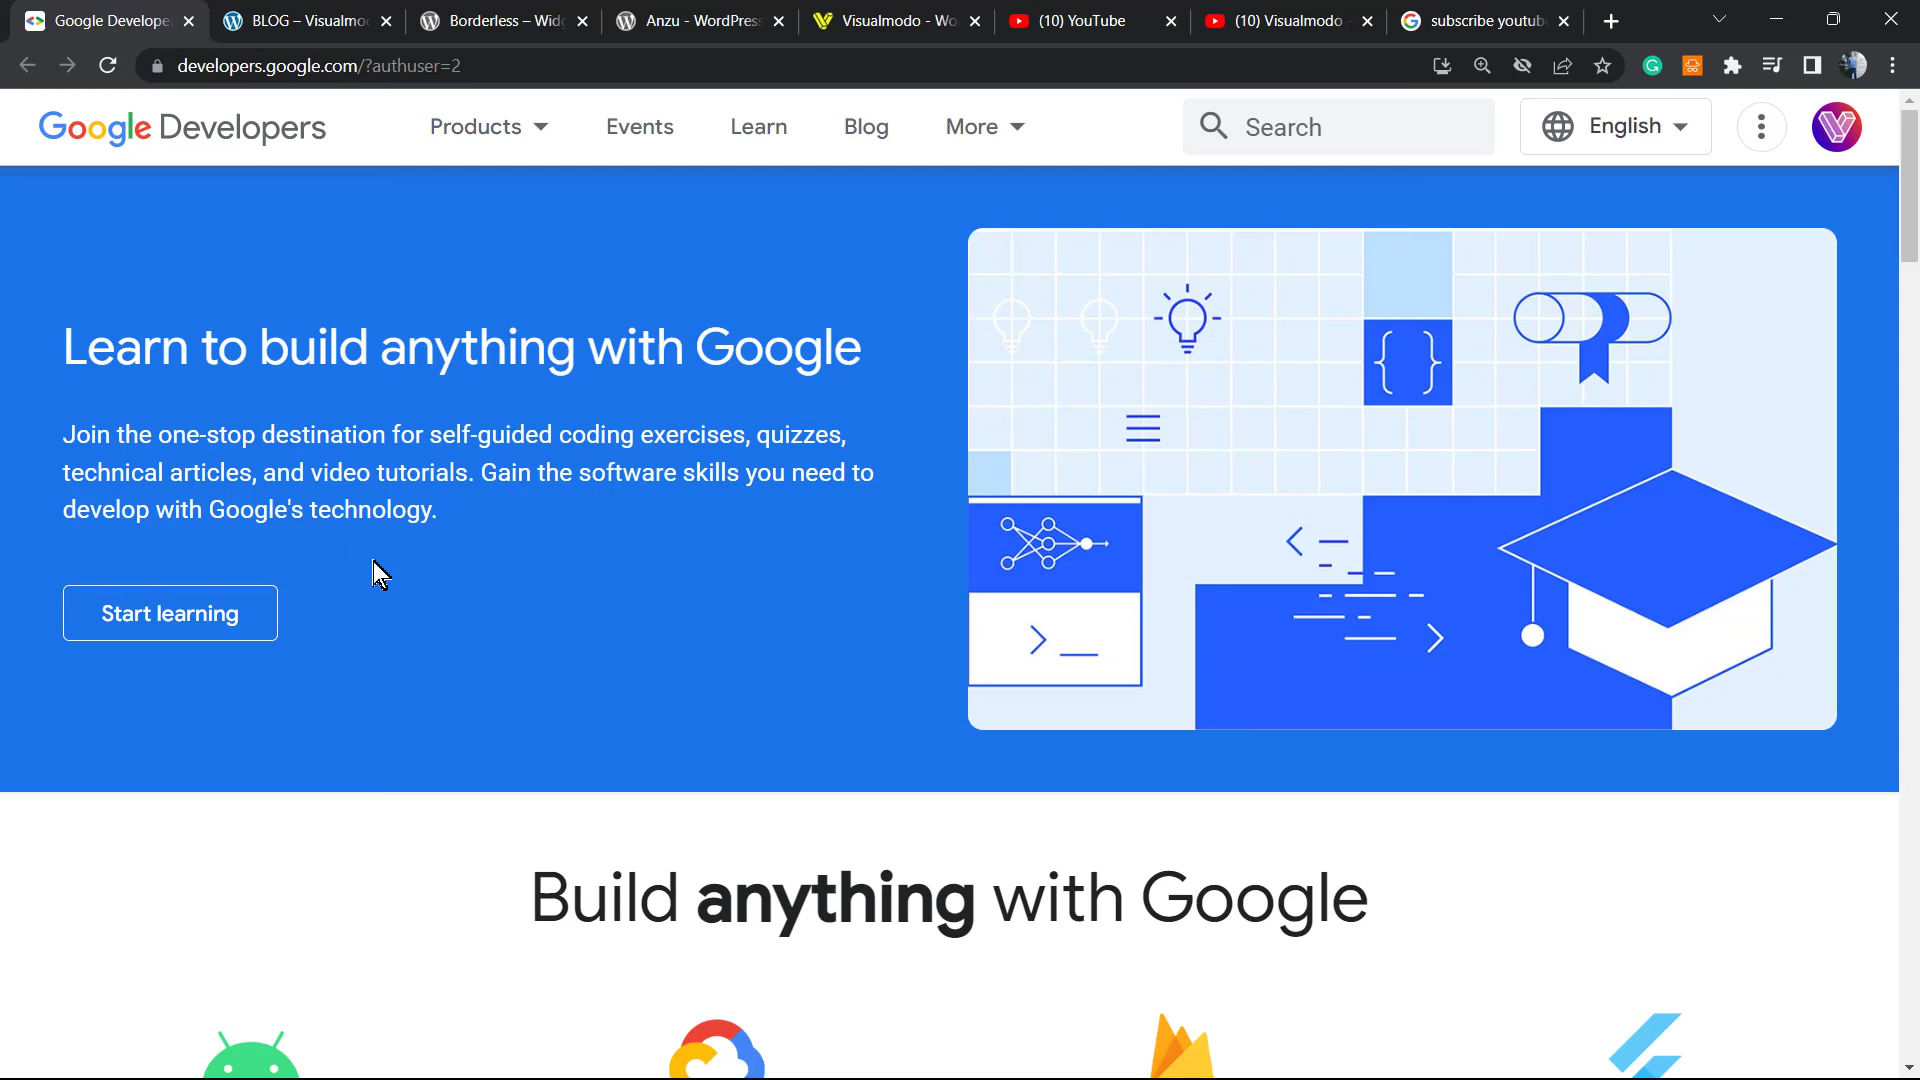 Google Develope
BLOG – Visualmo
Borderless – Widg
Anzu - WordPress
Visualmodo - Wo
(10) YouTube
(10) Visualmodo -
subscribe youtub
developers.google.com/?authuser=2
Google Developers
Products
Events
Learn
Blog
More
Search
English
Learn to build anything with Google
Join the one-stop destination for self-guided coding exercises, quizzes,
technical articles, and video tutorials. Gain the software skills you need to
develop with Google's technology.
Start learning
Build anything with Google